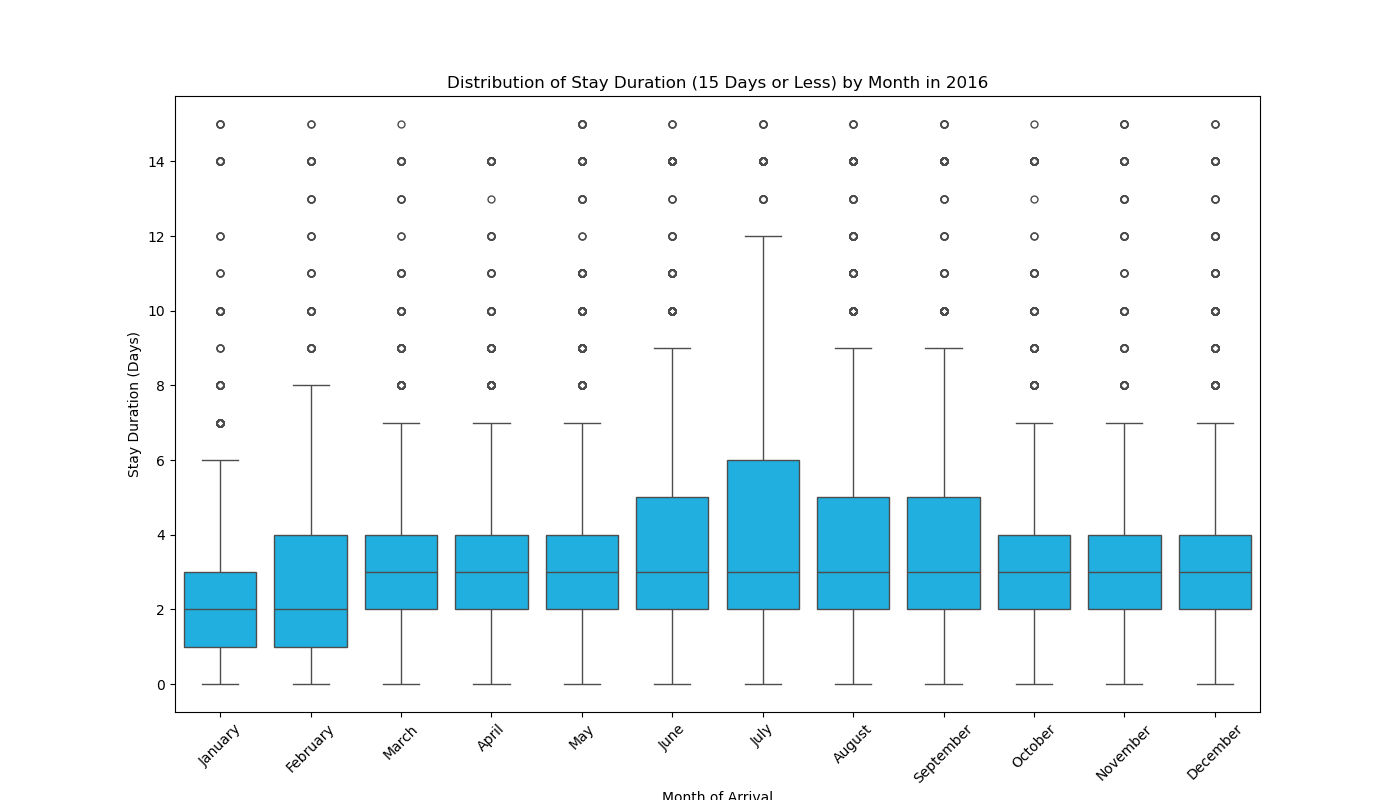 Distribution of Stay Duration (15 Days or Less) by Month in 2016
Stay Duration (Days)
14
12
10
8
6
4
2
0
January
February
March
April
May
June
July
August
September
October
November
December
Month of Arrival